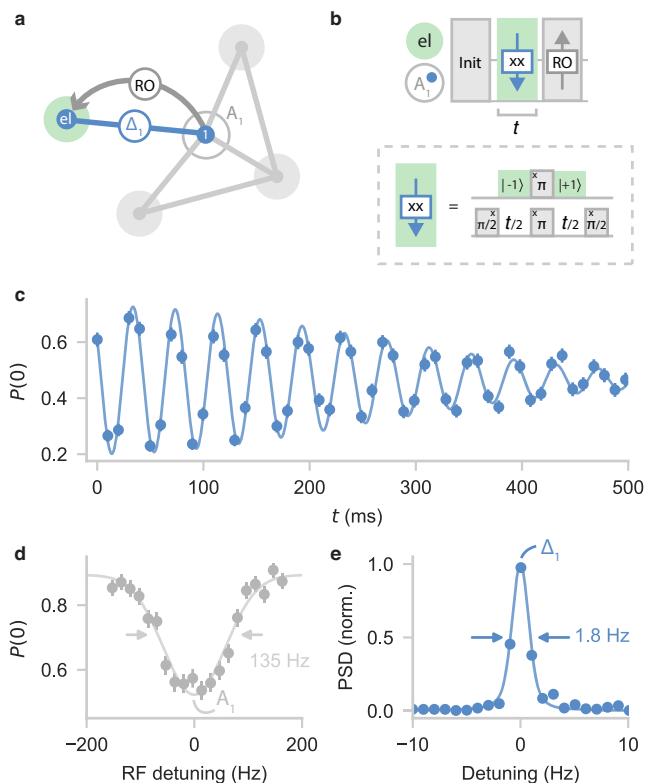 a
RO
A₁
el
Δ₁
1
b
el
A₁
Init
xx
RO
t
xx
=
|-1⟩
x
π
|+1⟩
x
π/2
t/2
x
π
t/2
x
π/2
c
P(0)
0.6
0.4
0.2
0
100
200
300
400
500
t (ms)
d
P(0)
0.8
0.6
135 Hz
A₁
−200
0
200
RF detuning (Hz)
e
Δ₁
PSD (norm.)
1.0
0.5
0.0
1.8 Hz
−10
0
10
Detuning (Hz)